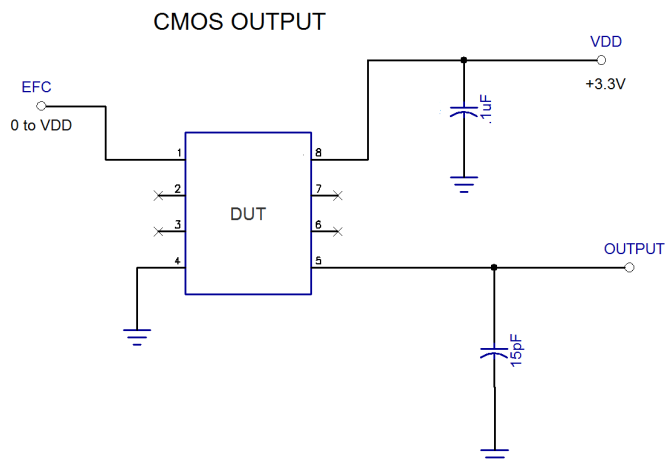 CMOS OUTPUT
VDD
+3.3V
EFC
0 to VDD
.1uF
1
8
2
7
DUT
3
6
4
5
OUTPUT
15pF